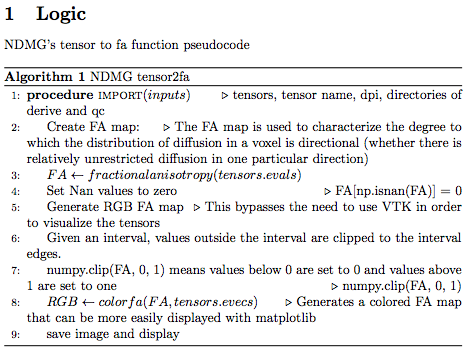 1 Logic
NDMG's tensor to fa function pseudocode
Algorithm 1 NDMG tensor2fa
1: procedure IMPORT(inputs) ▷ tensors, tensor name, dpi, directories of
derive and qc
2: Create FA map: ▷ The FA map is used to characterize the degree to
which the distribution of diffusion in a voxel is directional (whether there is
relatively unrestricted diffusion in one particular direction)
3: FA ← fractionalanisotropy(tensors.evals)
4: Set Nan values to zero ▷ FA[np.isnan(FA)] = 0
5: Generate RGB FA map ▷ This bypasses the need to use VTK in order
to visualize the tensors
6: Given an interval, values outside the interval are clipped to the interval
edges.
7: numpy.clip(FA, 0, 1) means values below 0 are set to 0 and values above
1 are set to one ▷ numpy.clip(FA, 0, 1)
8: RGB ← colorfa(FA, tensors.evecs) ▷ Generates a colored FA map
that can be more easily displayed with matplotlib
9: save image and display